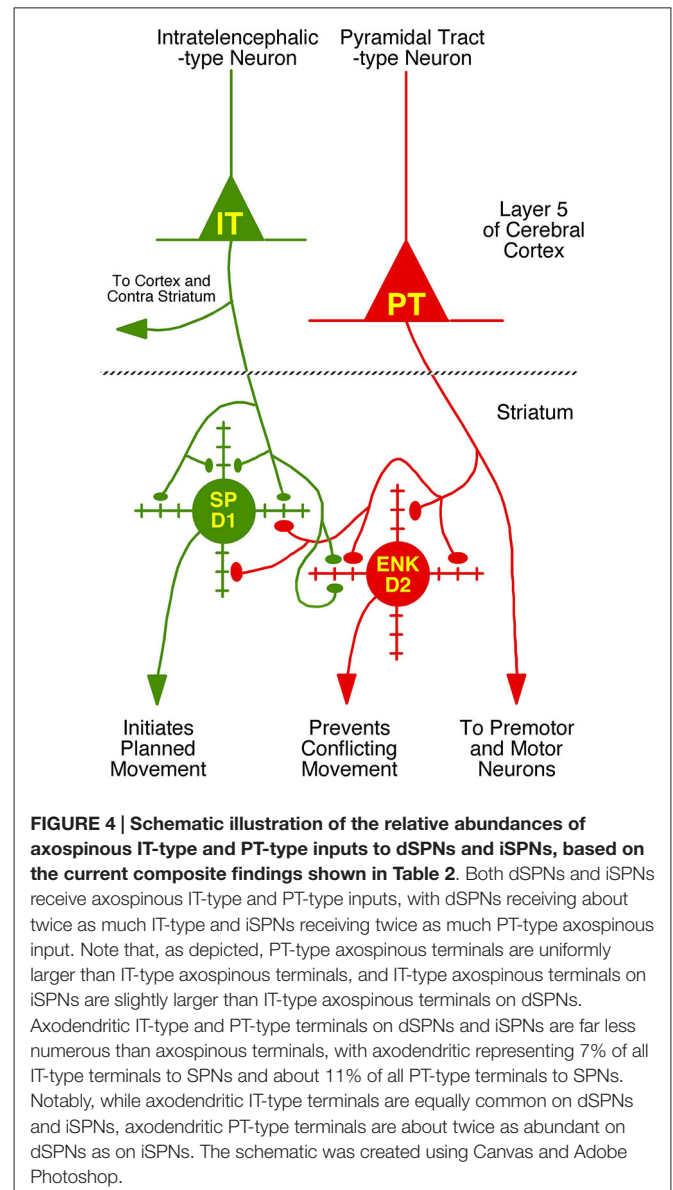 Intratelencephalic
-type Neuron
Pyramidal Tract
-type Neuron
IT
Layer 5
of Cerebral
Cortex
To Cortex and
Contra Striatum
PT
Striatum
SP
D1
ENK
D2
Initiates
Planned
Movement
Prevents
Conflicting
Movement
To Premotor
and Motor
Neurons
FIGURE 4 | Schematic illustration of the relative abundances of
axospinous IT-type and PT-type inputs to dSPNs and iSPNs, based on
the current composite findings shown in Table 2. Both dSPNs and iSPNs
receive axospinous IT-type and PT-type inputs, with dSPNs receiving about
twice as much IT-type and iSPNs receiving twice as much PT-type axospinous
input. Note that, as depicted, PT-type axospinous terminals are uniformly
larger than IT-type axospinous terminals, and IT-type axospinous terminals on
iSPNs are slightly larger than IT-type axospinous terminals on dSPNs.
Axodendritic IT-type and PT-type terminals on dSPNs and iSPNs are far less
numerous than axospinous terminals, with axodendritic representing 7% of all
IT-type terminals to SPNs and about 11% of all PT-type terminals to SPNs.
Notably, while axodendritic IT-type terminals are equally common on dSPNs
and iSPNs, axodendritic PT-type terminals are about twice as abundant on
dSPNs as on iSPNs. The schematic was created using Canvas and Adobe
Photoshop.